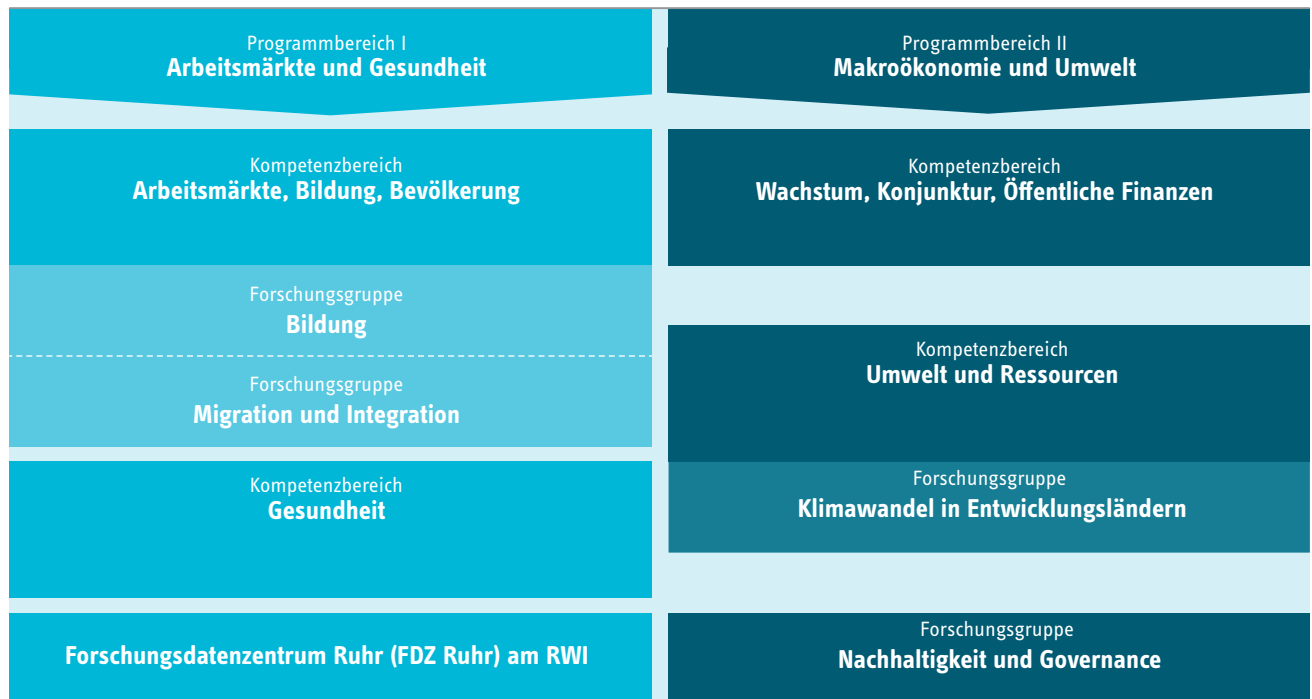 Programmbereich I
Arbeitsmärkte und Gesundheit
Kompetenzbereich
Arbeitsmärkte, Bildung, Bevölkerung
Forschungsgruppe
Bildung
Forschungsgruppe
Migration und Integration
Kompetenzbereich
Gesundheit
Forschungsdatenzentrum Ruhr (FDZ Ruhr) am RWI
Programmbereich II
Makroökonomie und Umwelt
Kompetenzbereich
Wachstum, Konjunktur, Öffentliche Finanzen
Kompetenzbereich
Umwelt und Ressourcen
Forschungsgruppe
Klimawandel in Entwicklungsländern
Forschungsgruppe
Nachhaltigkeit und Governance